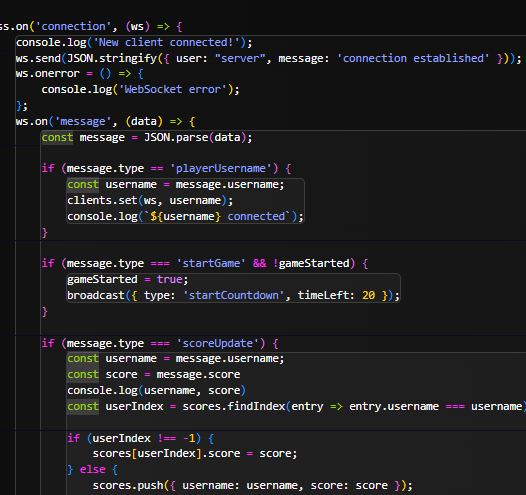 ss.on('connection', (ws) => {
console.log('New client connected!');
ws.send(JSON.stringify({ user: "server", message: 'connection established' }));
ws.onerror = () => {
console.log('WebSocket error');
};
ws.on('message', (data) => {
const message = JSON.parse(data);
if (message.type == 'playerUsername') {
const username = message.username;
clients.set(ws, username);
console.log(`${username} connected`);
}
if (message.type === 'startGame' && !gameStarted) {
gameStarted = true;
broadcast({ type: 'startCountdown', timeLeft: 20 });
}
if (message.type === 'scoreUpdate') {
const username = message.username;
const score = message.score
console.log(username, score)
const userIndex = scores.findIndex(entry => entry.username === username)
if (userIndex !== -1) {
scores[userIndex].score = score;
} else {
scores.push({ username: username, score: score });